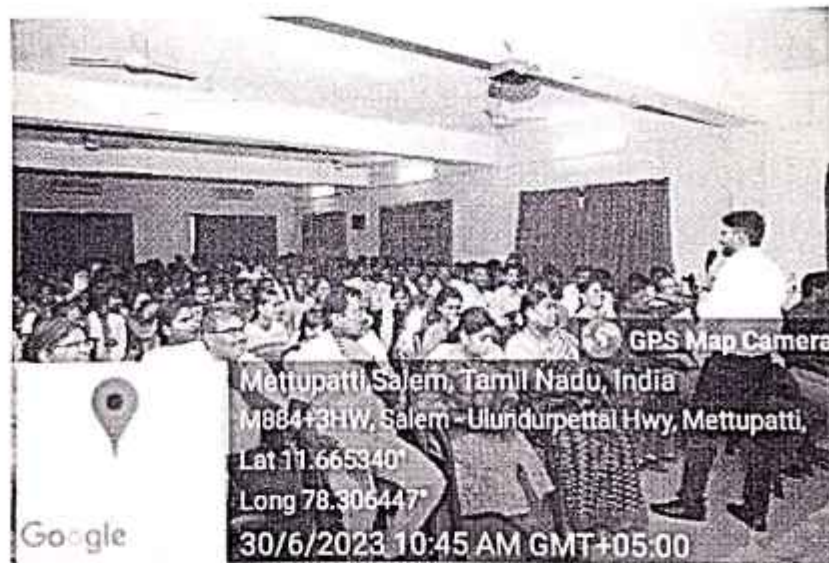 GPS Map Camera
Mettupatti,Salem, Tamil Nadu, India
M884+3HW, Salem - Ulundurpettai Hwy, Mettupatti,
Lat 11.665340°
Long 78.306447°
30/6/2023 10:45 AM GMT+05:00
Google